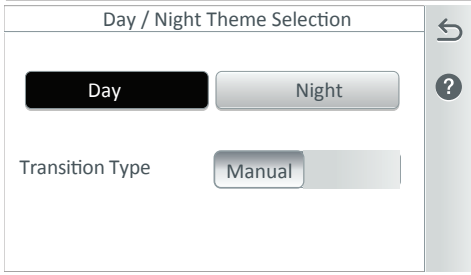 Day / Night Theme Selection
Day
Night
?
Transition Type
Manual